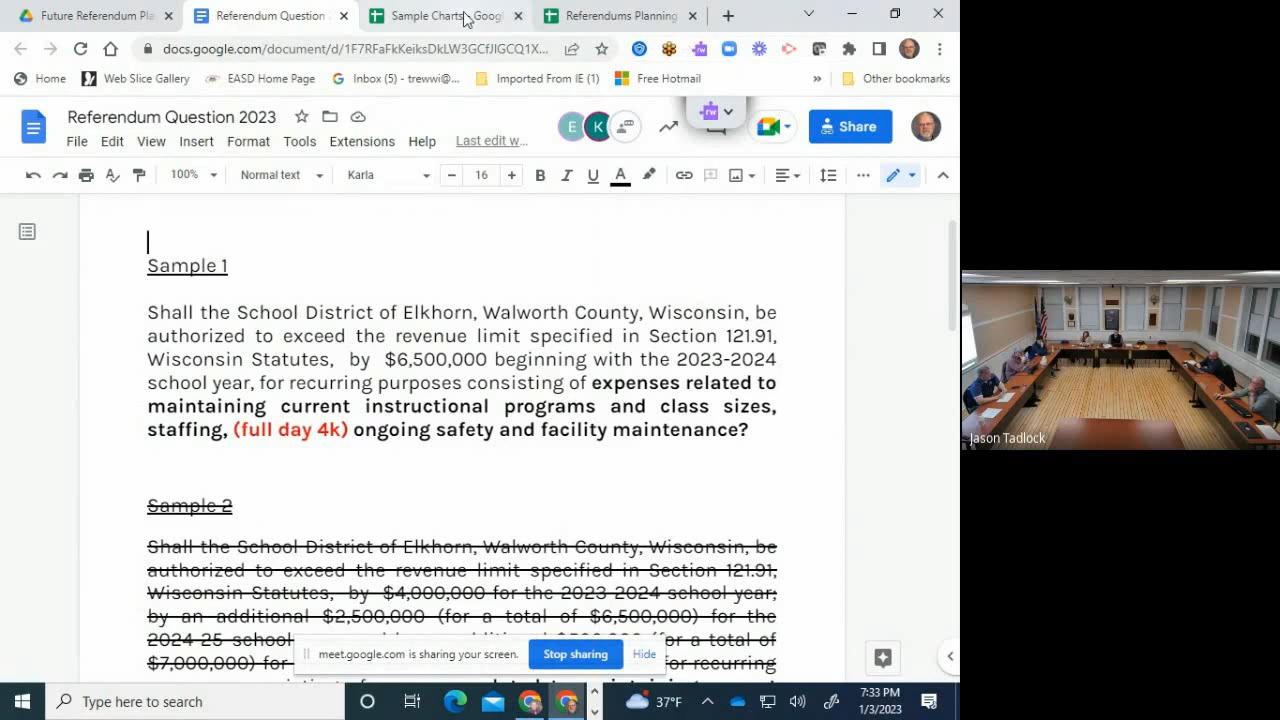 Future Referendum Pla
Referendum Question
Sample Charts - Googl
Referendums Planning
docs.google.com/document/d/1F7RFaFkKeiksDkLW3GCfJIGCQ1X...
Home
Web Slice Gallery
EASD Home Page
Inbox (5) - trewwi@...
Imported From IE (1)
Free Hotmail
»
Other bookmarks
Referendum Question 2023
E
K
rw
Share
File Edit View Insert Format Tools Extensions Help Last edit w...
100% Normal text Karla − 16 + B I U A
Sample 1
Shall the School District of Elkhorn, Walworth County, Wisconsin, be
authorized to exceed the revenue limit specified in Section 121.91,
Wisconsin Statutes, by $6,500,000 beginning with the 2023-2024
school year, for recurring purposes consisting of expenses related to
maintaining current instructional programs and class sizes,
staffing, (full day 4k) ongoing safety and facility maintenance?
Sample 2
Shall the School District of Elkhorn, Walworth County, Wisconsin, be
authorized to exceed the revenue limit specified in Section 121.91,
Wisconsin Statutes, by $4,000,000 for the 2023-2024 school year;
by an additional $2,500,000 (for a total of $6,500,000) for the
2024-25 school (for a total of
$7,000,000) for for recurring
meet.google.com is sharing your screen.
Stop sharing
Hide
Jason Tadlock
Type here to search
37°F
7:33 PM
1/3/2023